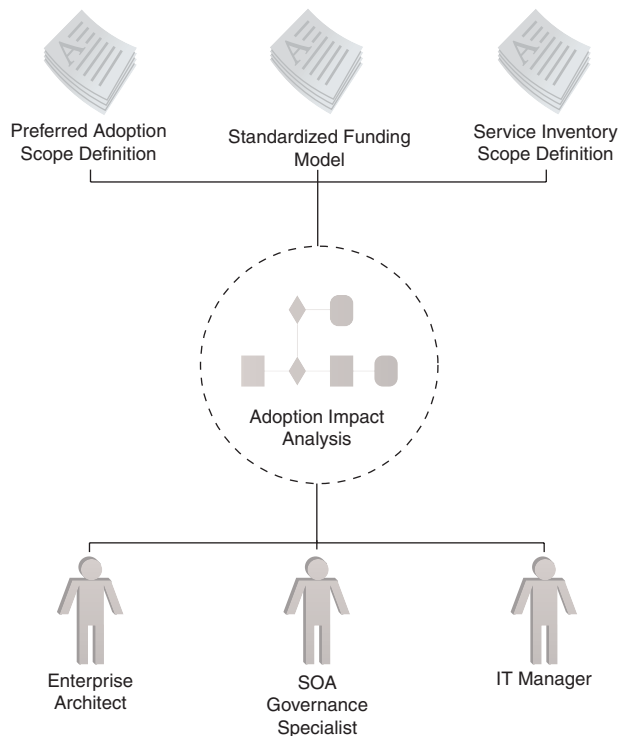 Preferred Adoption
Scope Definition
Standardized Funding
Model
Service Inventory
Scope Definition
Adoption Impact
Analysis
Enterprise
Architect
SOA
Governance
Specialist
IT Manager